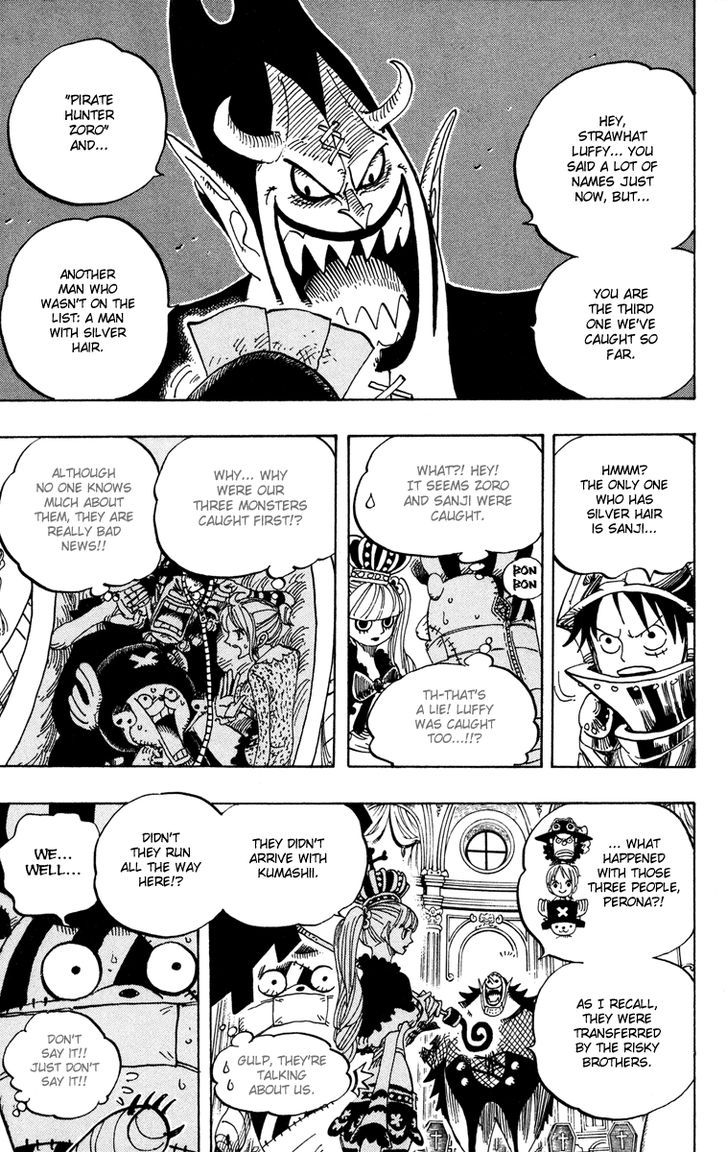 HEY,
STRAWHAT
LUFFY... YOU
SAID A LOT OF
NAMES JUST
NOW, BUT...
YOU ARE
THE THIRD
ONE WE'VE
CAUGHT SO
FAR.
"PIRATE
HUNTER
ZORO"
AND...
ANOTHER
MAN WHO
WASN'T ON THE
LIST: A MAN
WITH SILVER
HAIR.
HMMM?
THE ONLY ONE
WHO HAS
SILVER HAIR
IS SANJI...
WHAT?! HEY!
IT SEEMS ZORO
AND SANJI WERE
CAUGHT.
BON
BON
TH-THAT'S
A LIE! LUFFY
WAS CAUGHT
TOO...!!?
WHY... WHY
WERE OUR
THREE MONSTERS
CAUGHT FIRST!?
ALTHOUGH
NO ONE KNOWS
MUCH ABOUT
THEM, THEY ARE
REALLY BAD
NEWS!!
... WHAT
HAPPENED
WITH THOSE
THREE PEOPLE,
PERONA?!
AS I RECALL,
THEY WERE
TRANSFERRED
BY THE RISKY
BROTHERS.
THEY DIDN'T
ARRIVE WITH
KUMASHII.
GULP, THEY'RE
TALKING
ABOUT US.
DIDN'T
THEY RUN
ALL THE WAY
HERE!?
WE...
WELL...
DON'T
SAY IT!!
JUST DON'T
SAY IT!!